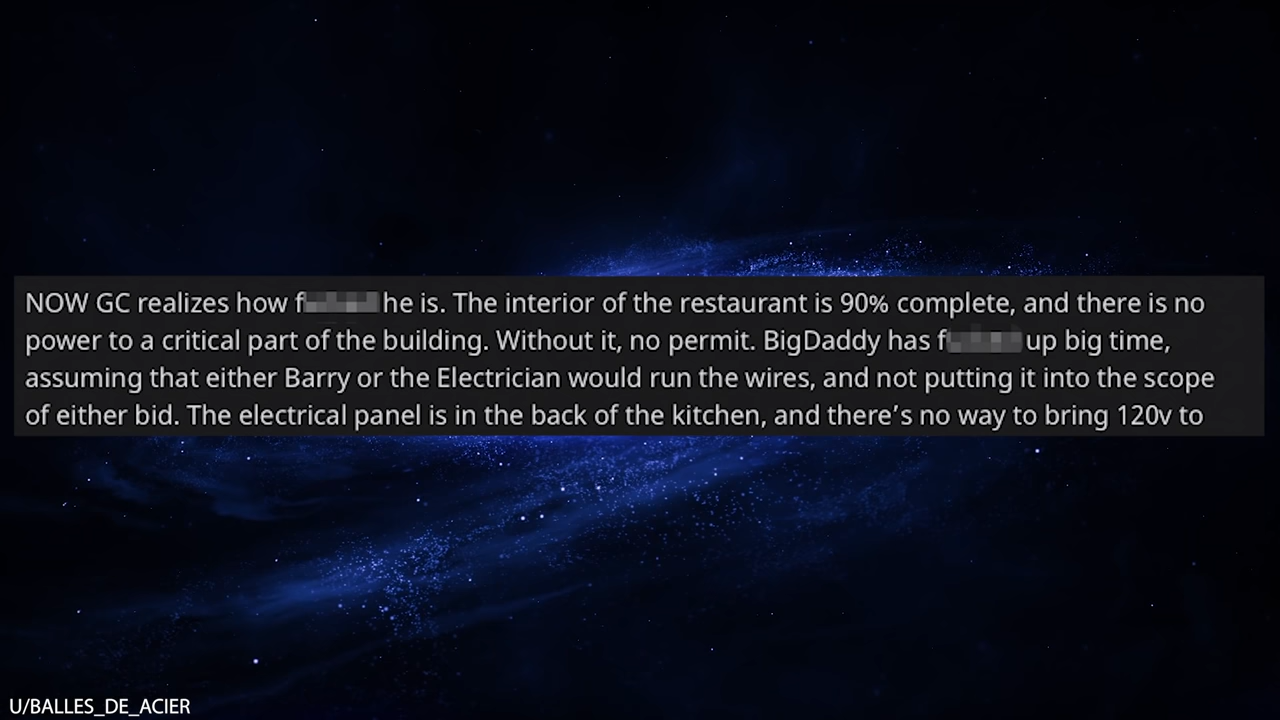 NOW GC realizes how f he is. The interior of the restaurant is 90% complete, and there is no
power to a critical part of the building. Without it, no permit. BigDaddy has f up big time,
assuming that either Barry or the Electrician would run the wires, and not putting it into the scope
of either bid. The electrical panel is in the back of the kitchen, and there's no way to bring 120v to
U/BALLES_DE_ACIER